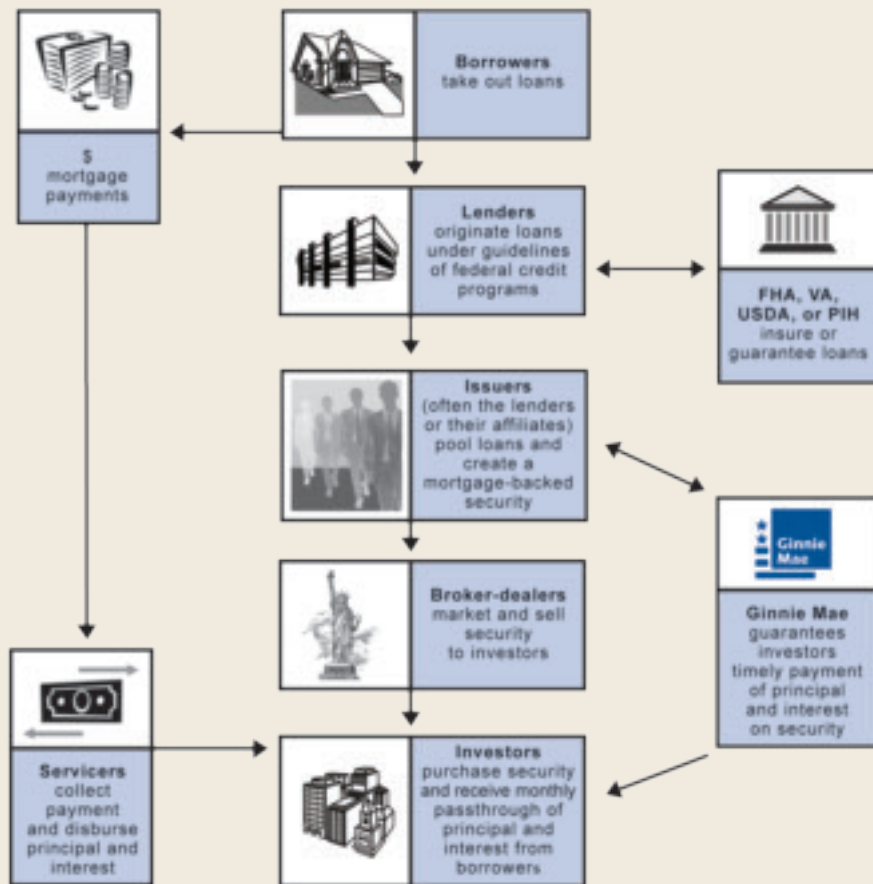 Borrowers
take out loans
$
mortgage
payments
Lenders
originate loans
under guidelines
of federal credit
programs
FHA, VA,
USDA, or PIH
insure or
guarantee loans
Issuers
(often the lenders
or their affiliates)
pool loans and
create a
mortgage-backed
security
Ginnie
Mae
Ginnie Mae
guarantees
investors
timely payment
of principal
and interest
on security
Broker-dealers
market and sell
security
to investors
Servicers
collect
payment
and disburse
principal and
interest
Investors
purchase security
and receive monthly
passthrough of
principal and
interest from
borrowers